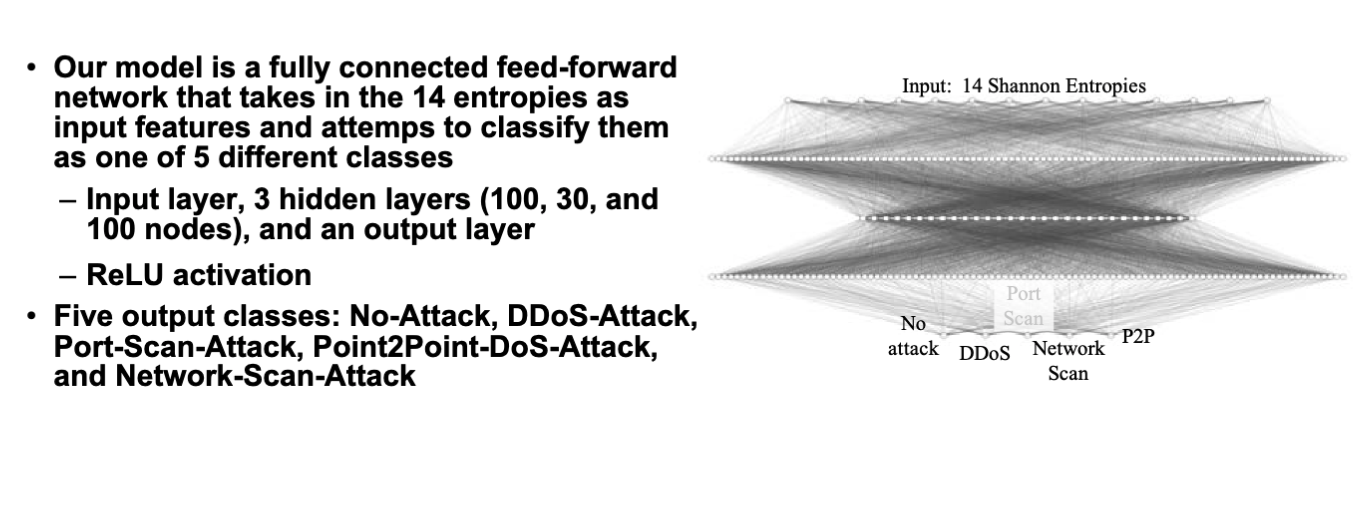 • Our model is a fully connected feed-forward
network that takes in the 14 entropies as
input features and attemps to classify them
as one of 5 different classes
– Input layer, 3 hidden layers (100, 30, and
100 nodes), and an output layer
– ReLU activation
• Five output classes: No-Attack, DDoS-Attack,
Port-Scan-Attack, Point2Point-DoS-Attack,
and Network-Scan-Attack
Input: 14 Shannon Entropies
No
attack
DDoS
Port
Scan
Network
Scan
P2P